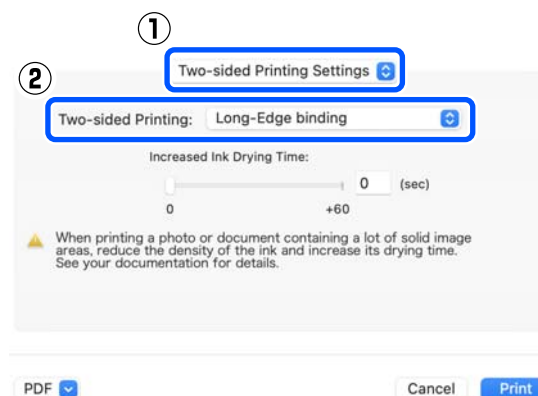 ①
Two-sided Printing Settings
②
Two-sided Printing: Long-Edge binding
Increased Ink Drying Time:
0 (sec)
0 +60
When printing a photo or document containing a lot of solid image
areas, reduce the density of the ink and increase its drying time.
See your documentation for details.
PDF Cancel Print